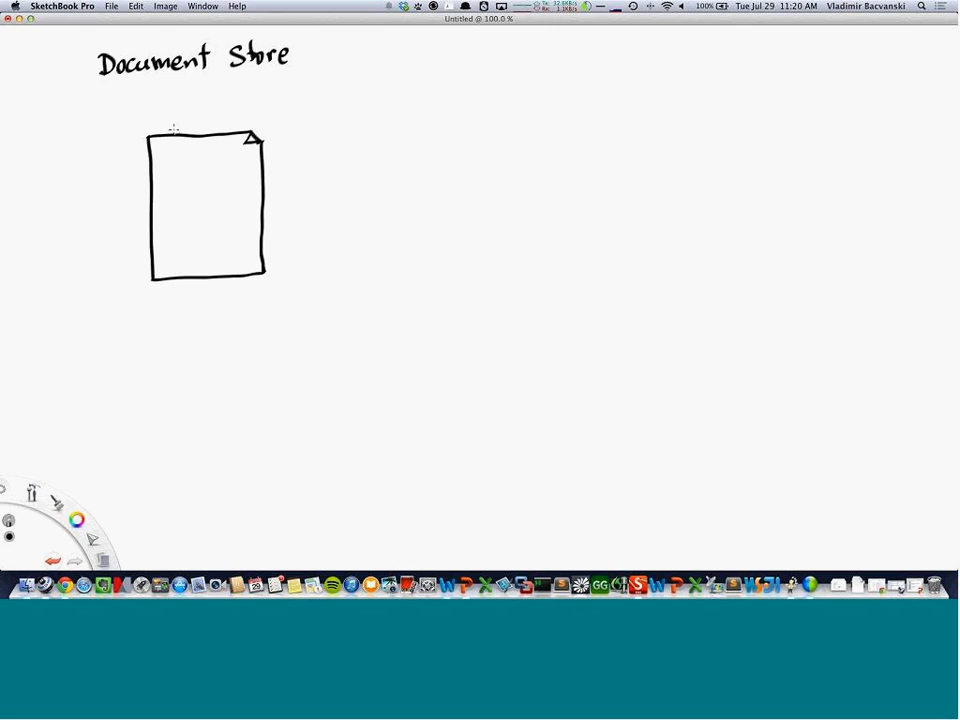 SketchBook Pro File Edit Image Window Help 100% Tue Jul 29 11:20 AM Vladimir Bacvanski
Untitled @ 100.0 %
Document Store